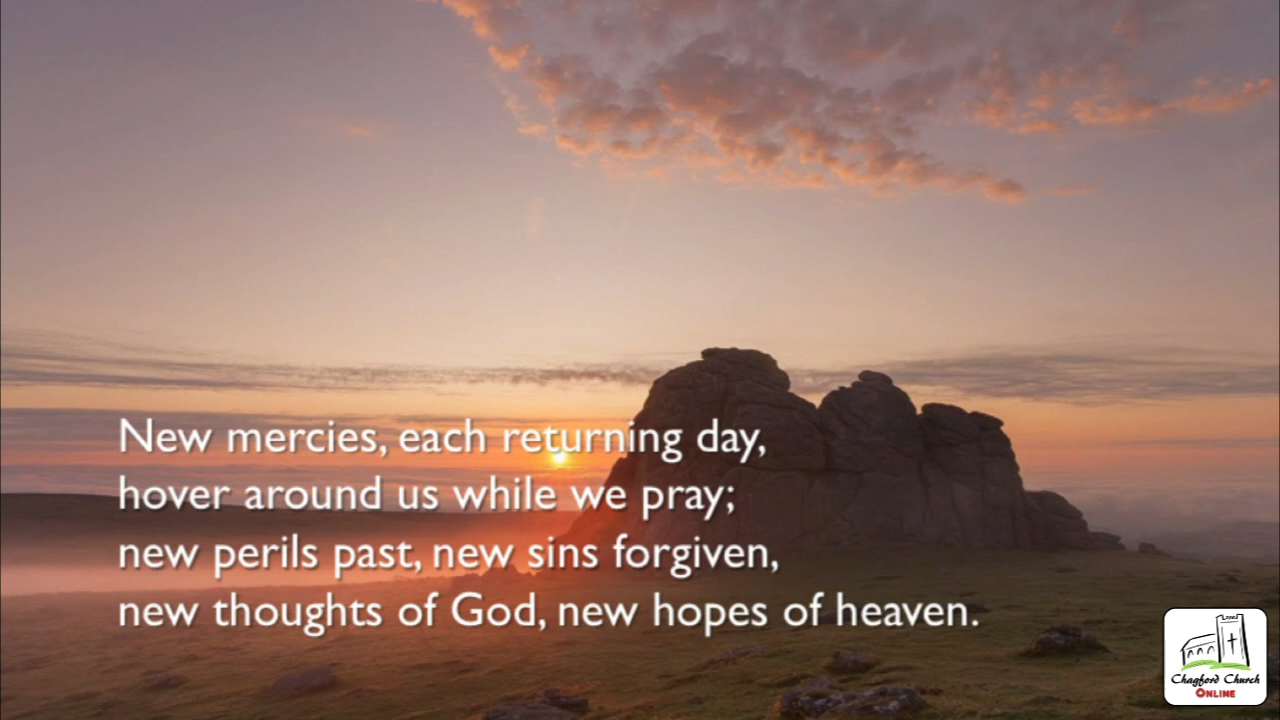 New mercies, each returning day,
hover around us while we pray;
new perils past, new sins forgiven,
new thoughts of God, new hopes of heaven.
Chagford Church
ONLINE